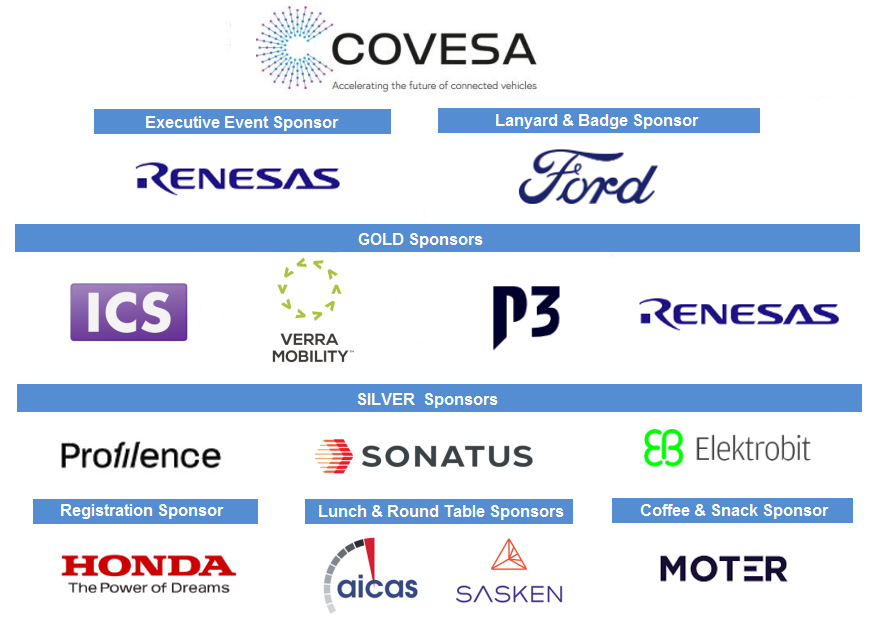 COVESA
Accelerating the future of connected vehicles
Executive Event Sponsor
Lanyard & Badge Sponsor
RENESAS
Ford
GOLD Sponsors
ICS
VERRA
MOBILITY™
P3
RENESAS
SILVER Sponsors
Profilence
SONATUS
EB Elektrobit
Registration Sponsor
Lunch & Round Table Sponsors
Coffee & Snack Sponsor
HONDA
The Power of Dreams
aicas
SASKEN
MOTER